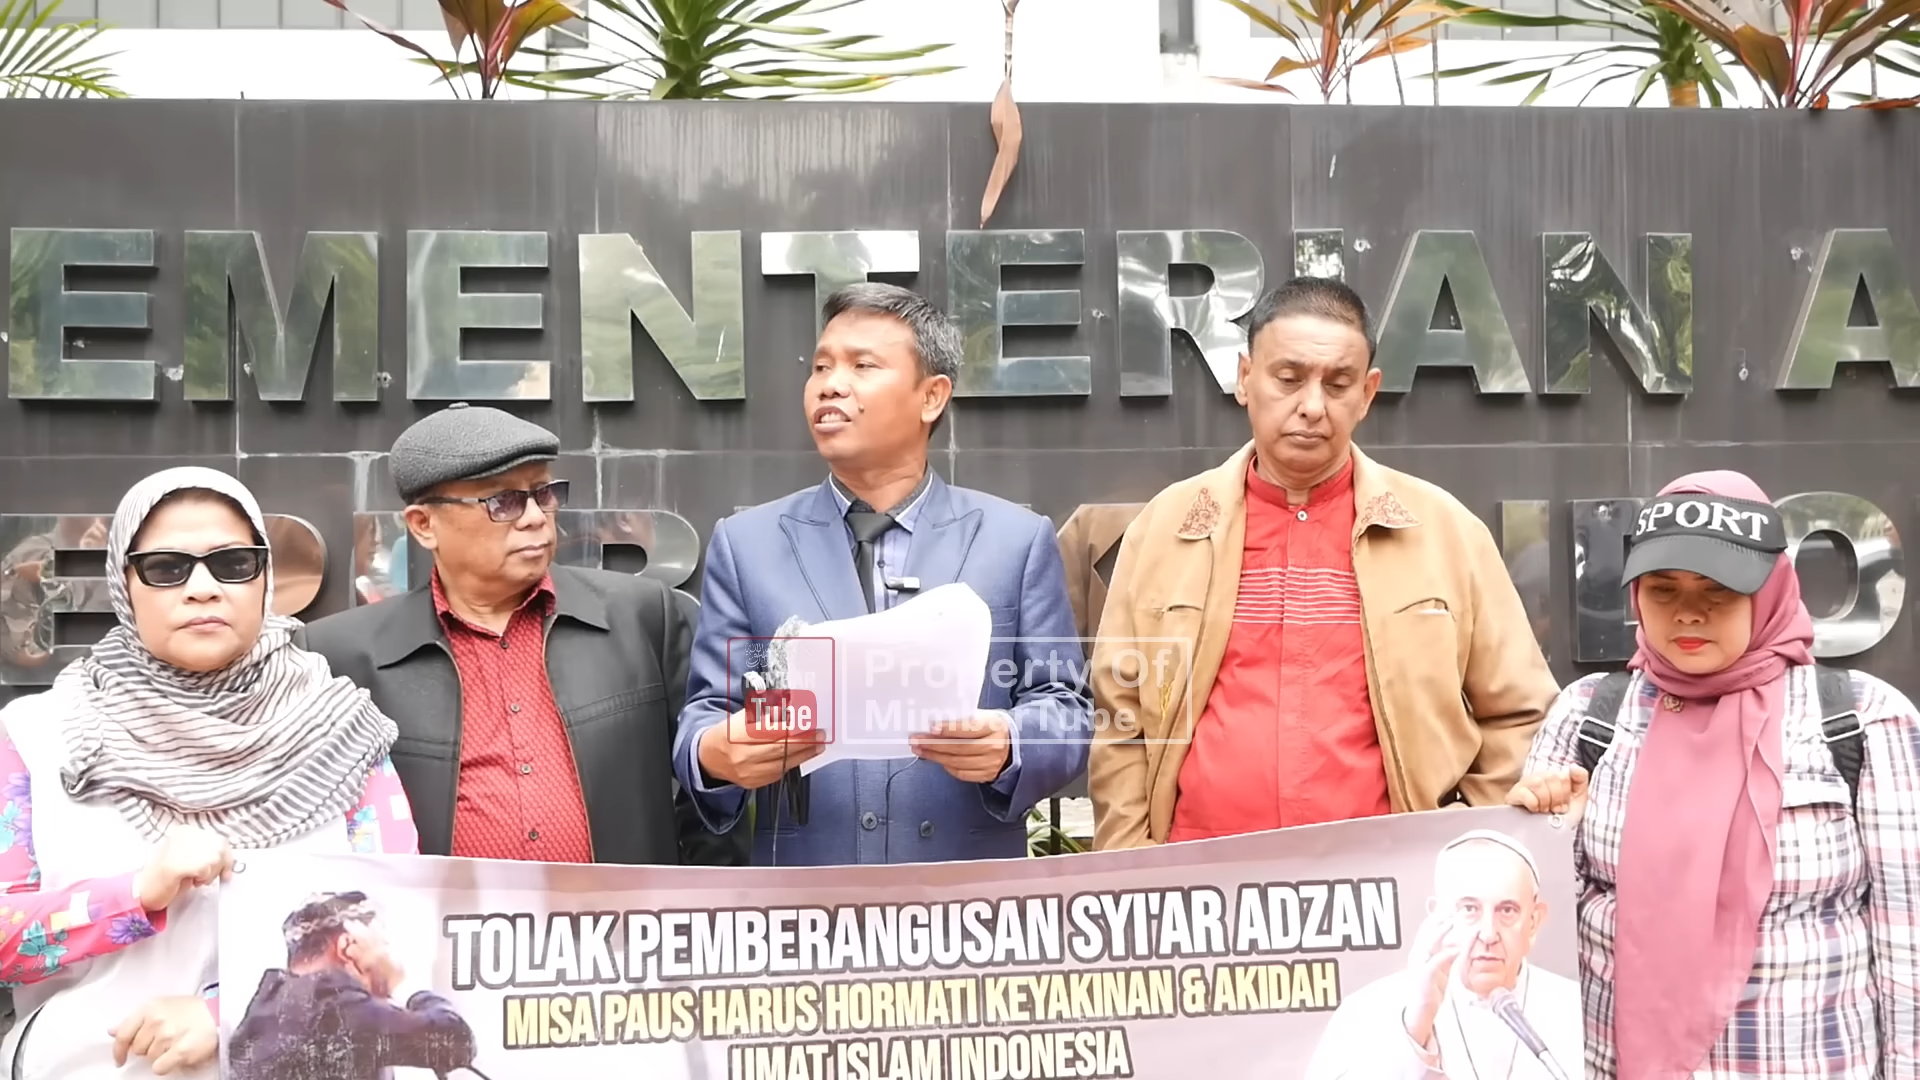 EMENTERIAN A
SPORT
Tube
Property Of
MimbarTube
TOLAK PEMBERANGUSAN SYI'AR ADZAN
MISA PAUS HARUS HORMATI KEYAKINAN & AKIDAH
UMAT ISLAM INDONESIA